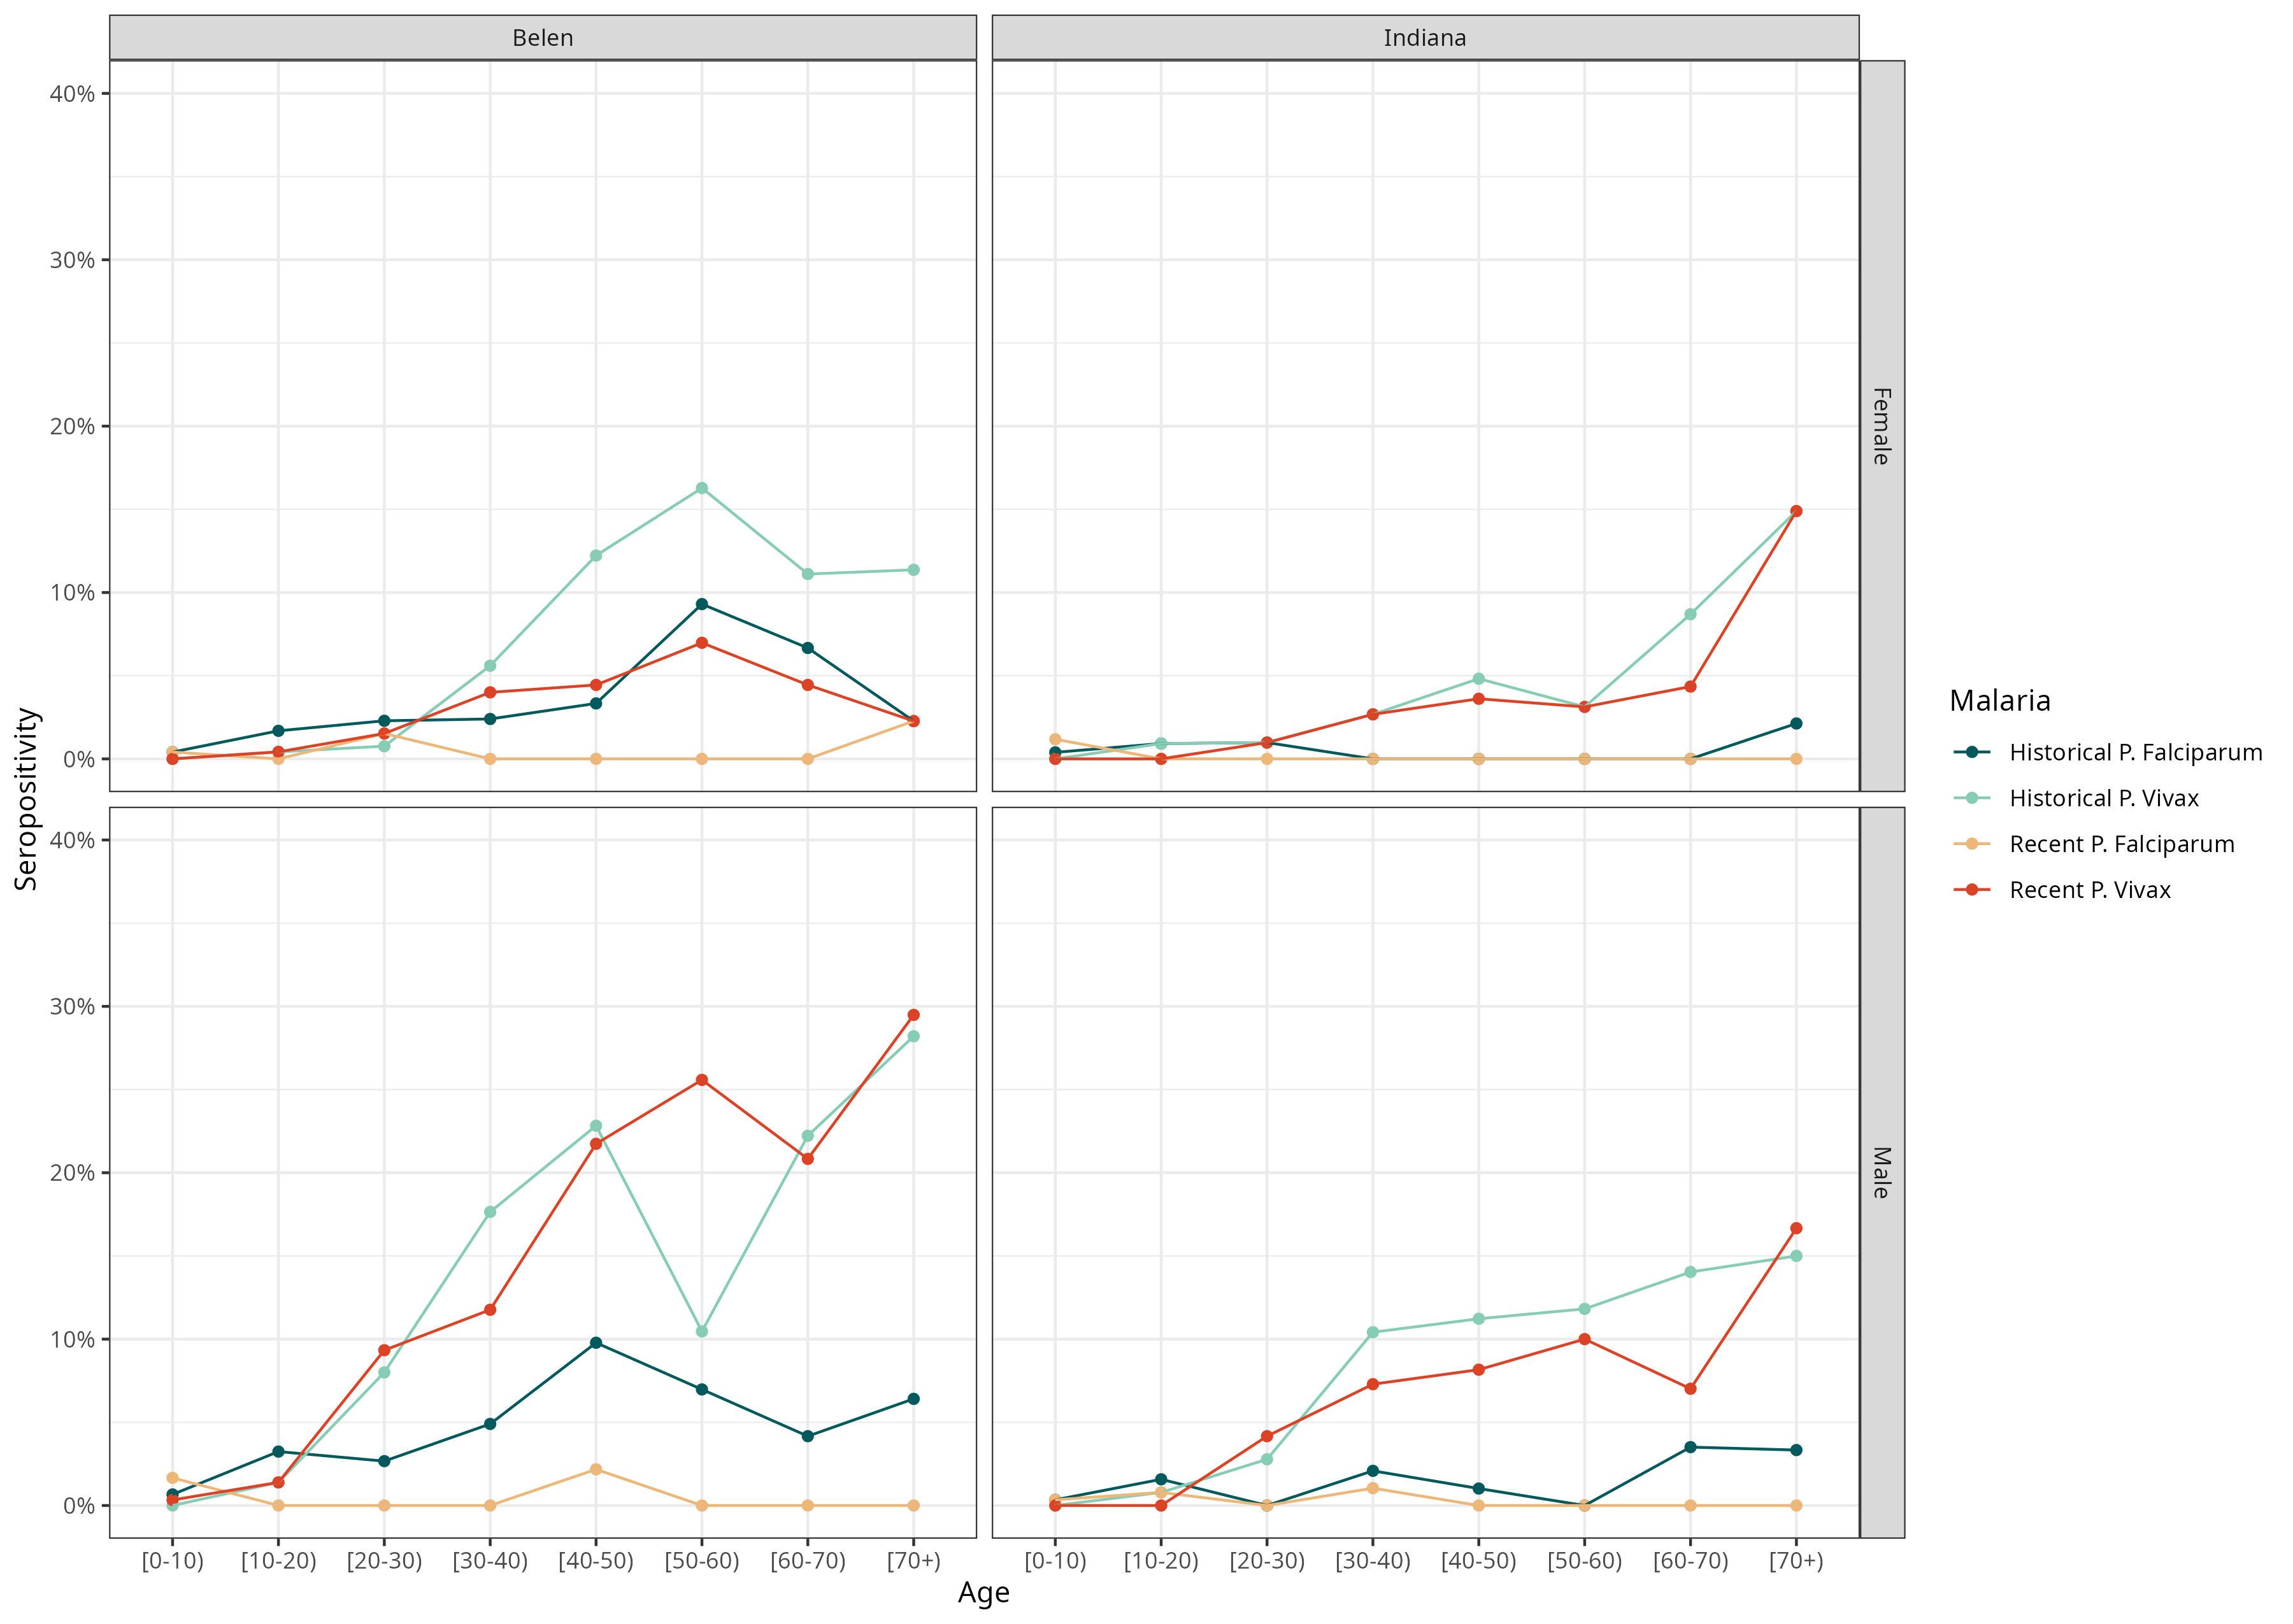 Belen
Indiana
40%
30%
20%
10%
0%
Female
40%
30%
20%
10%
0%
Male
Seropositivity
[0-10) [10-20) [20-30) [30-40) [40-50) [50-60) [60-70) [70+)
[0-10) [10-20) [20-30) [30-40) [40-50) [50-60) [60-70) [70+)
Age
Malaria
Historical P. Falciparum
Historical P. Vivax
Recent P. Falciparum
Recent P. Vivax